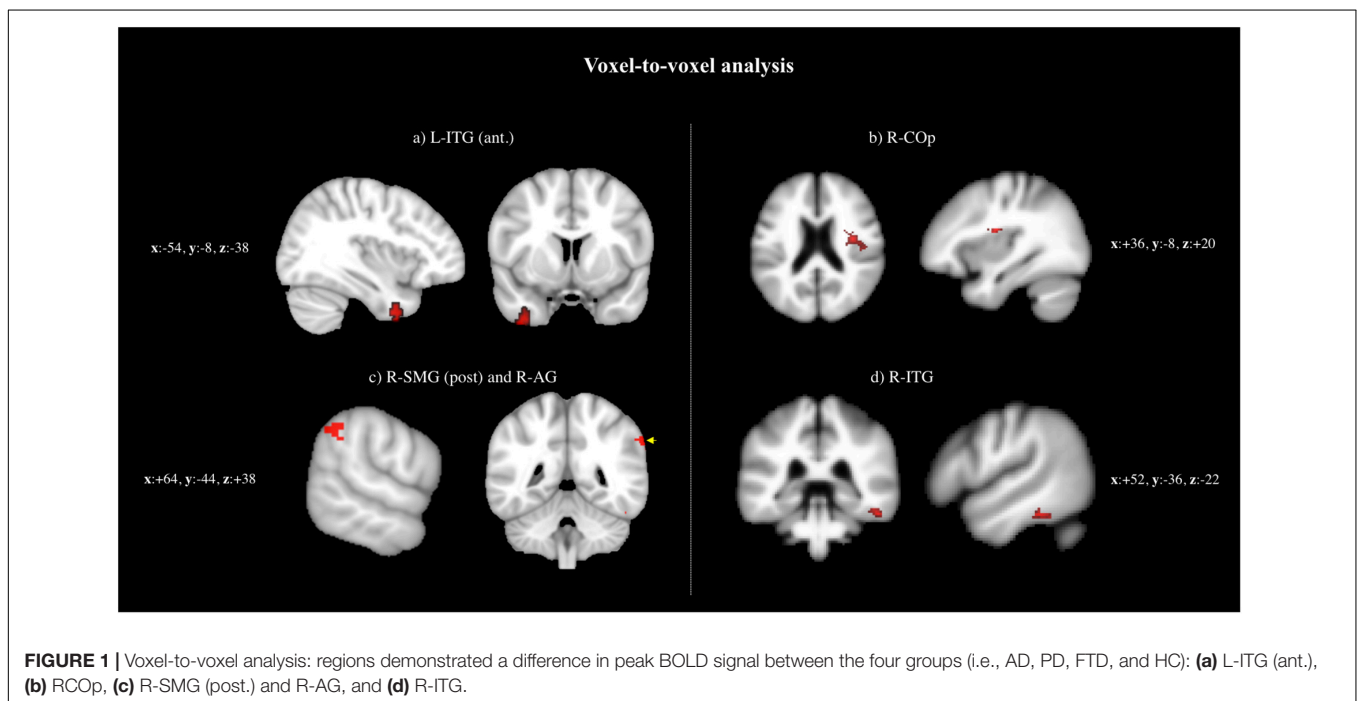 Voxel-to-voxel analysis
a) L-ITG (ant.)
x:-54, y:-8, z:-38
b) R-COp
x:+36, y:-8, z:+20
c) R-SMG (post) and R-AG
x:+64, y:-44, z:+38
d) R-ITG
x:+52, y:-36, z:-22
FIGURE 1 | Voxel-to-voxel analysis: regions demonstrated a difference in peak BOLD signal between the four groups (i.e., AD, PD, FTD, and HC): (a) L-ITG (ant.),
(b) RCOp, (c) R-SMG (post.) and R-AG, and (d) R-ITG.